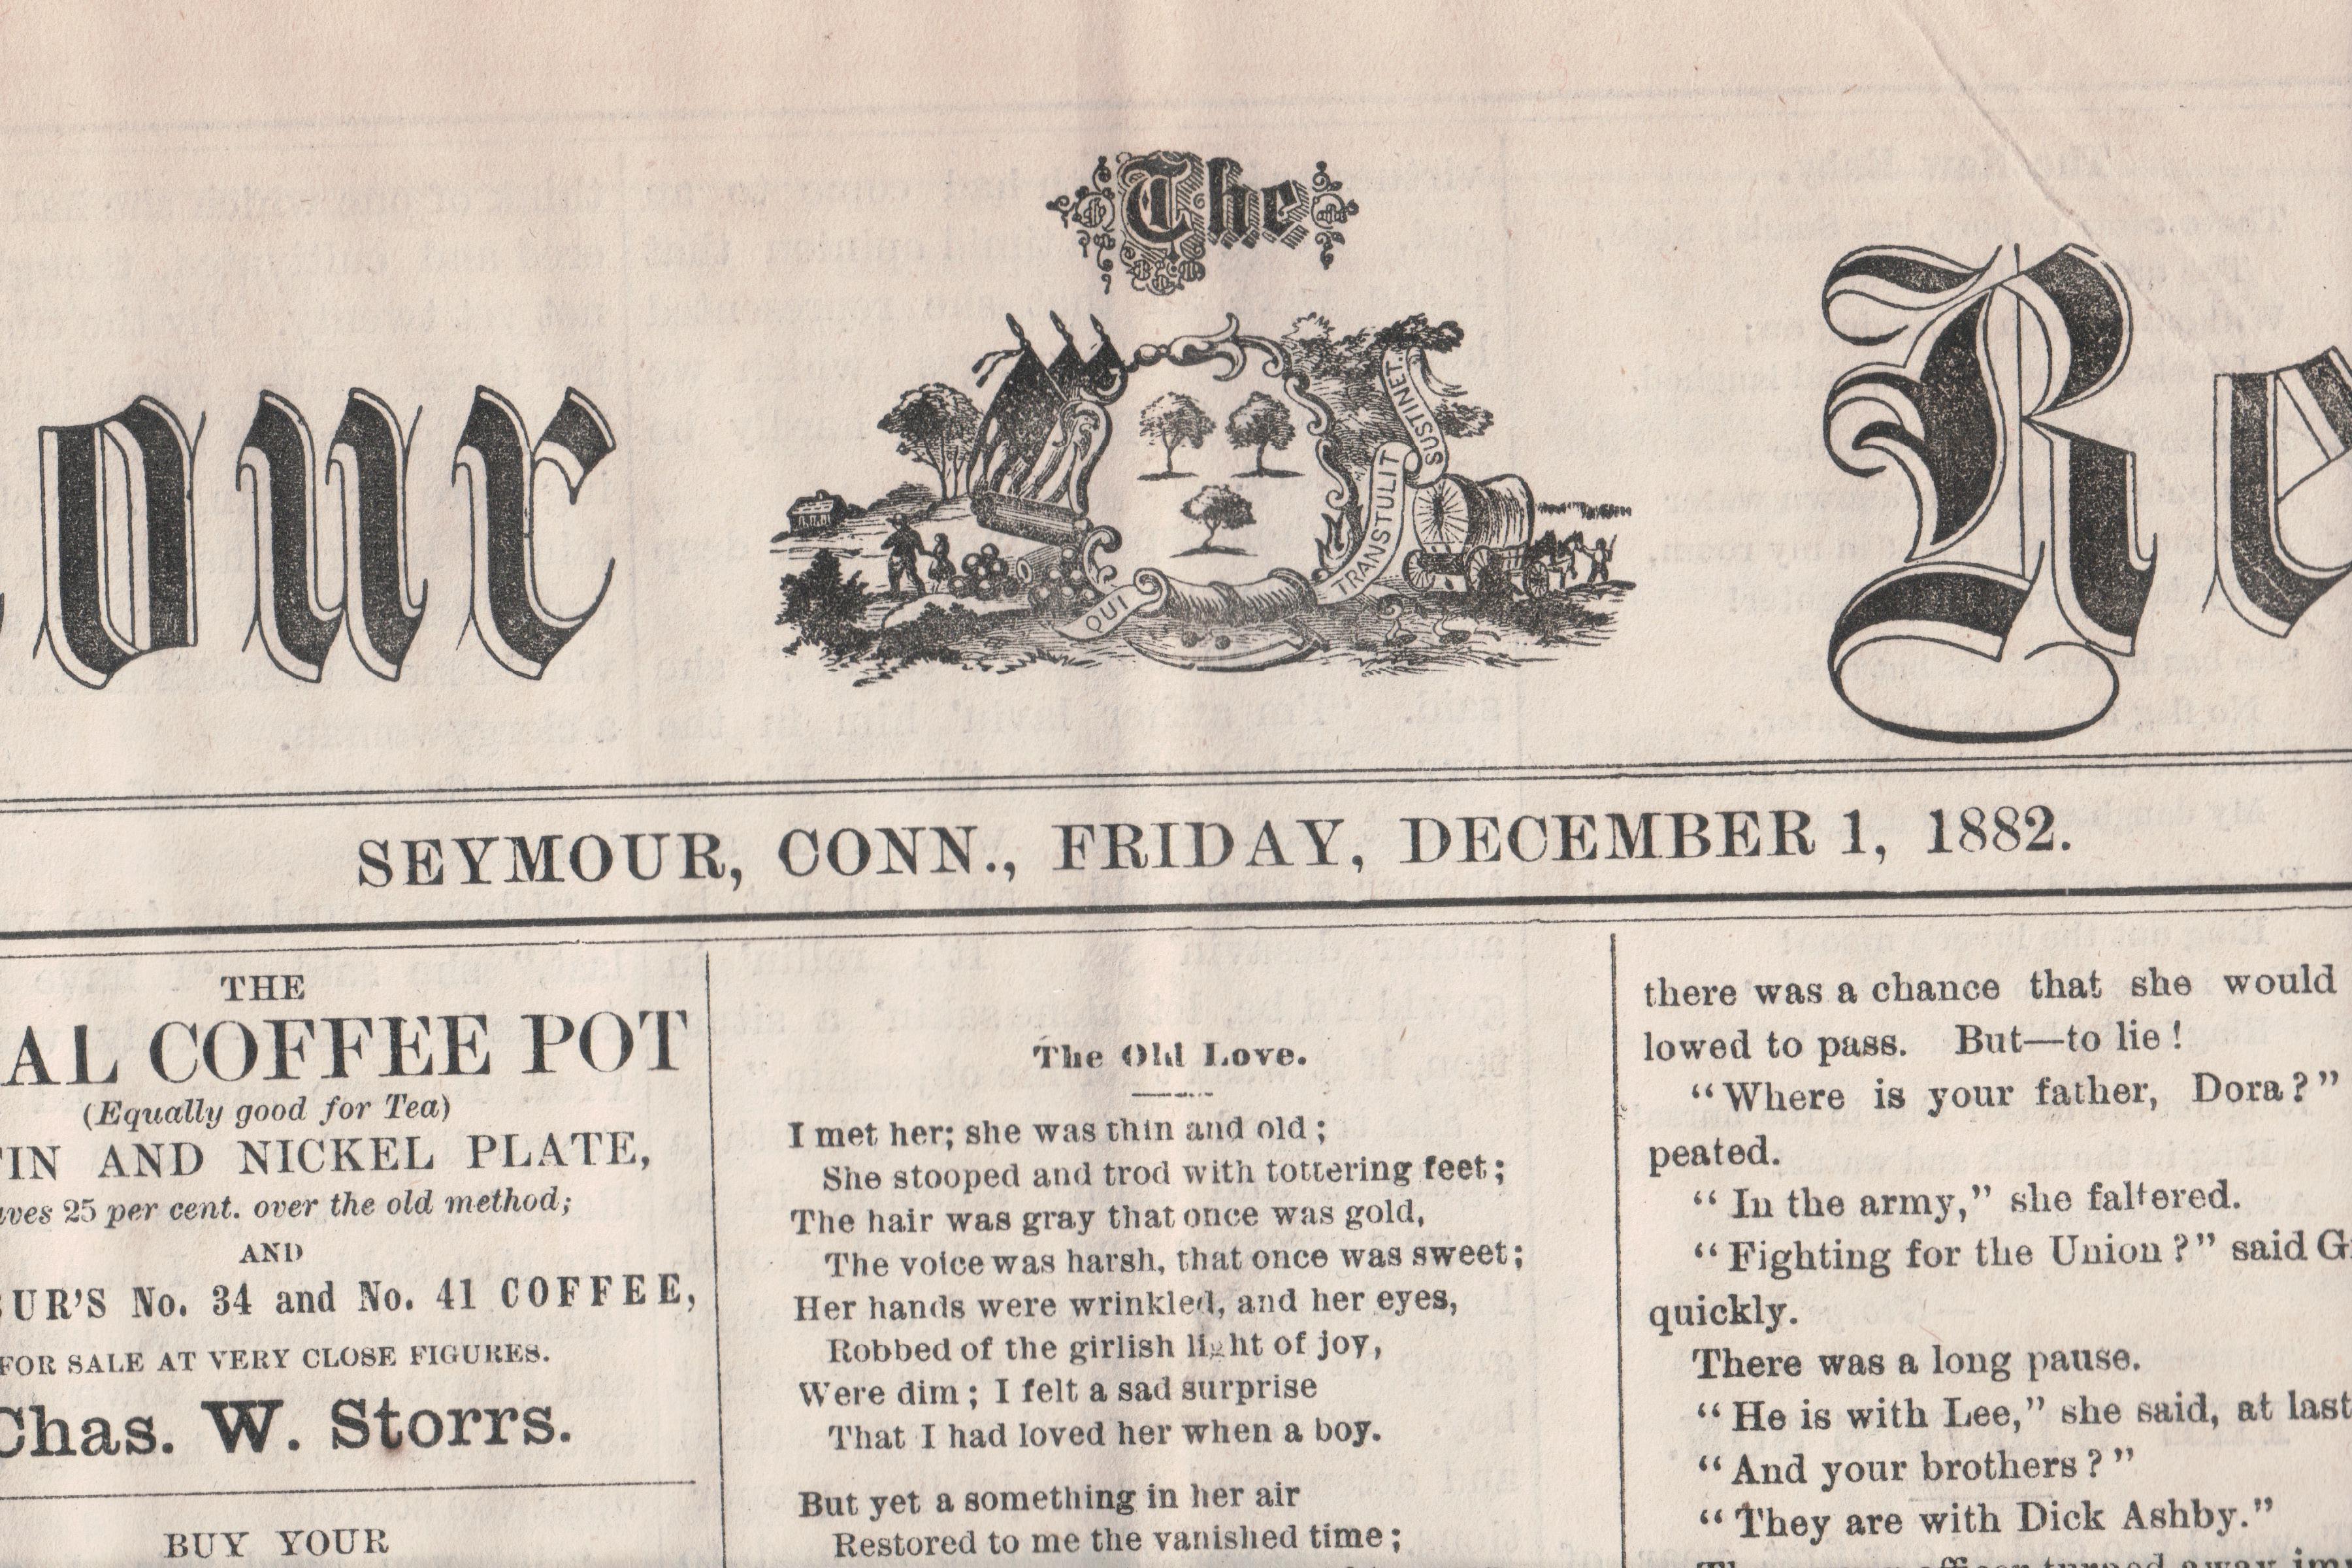 The
our Re
SUSTINET.
TRANSTULIT
QUI
SEYMOUR, CONN., FRIDAY, DECEMBER 1, 1882.
THE
AL COFFEE POT
(Equally good for Tea)
IN AND NICKEL PLATE,
ves 25 per cent. over the old method;
AND
UR'S No. 34 and No. 41 COFFEE,
FOR SALE AT VERY CLOSE FIGURES.
Chas. W. Storrs.
BUY YOUR
The Old Love.
I met her; she was thin and old;
She stooped and trod with tottering feet;
The hair was gray that once was gold,
The voice was harsh, that once was sweet;
Her hands were wrinkled, and her eyes,
Robbed of the girlish light of joy,
Were dim; I felt a sad surprise
That I had loved her when a boy.
But yet a something in her air
Restored to me the vanished time;
there was a chance that she would
lowed to pass. But—to lie!
"Where is your father, Dora?"
peated.
"In the army," she faltered.
"Fighting for the Union?" said G
quickly.
There was a long pause.
"He is with Lee," she said, at last
"And your brothers?"
"They are with Dick Ashby."